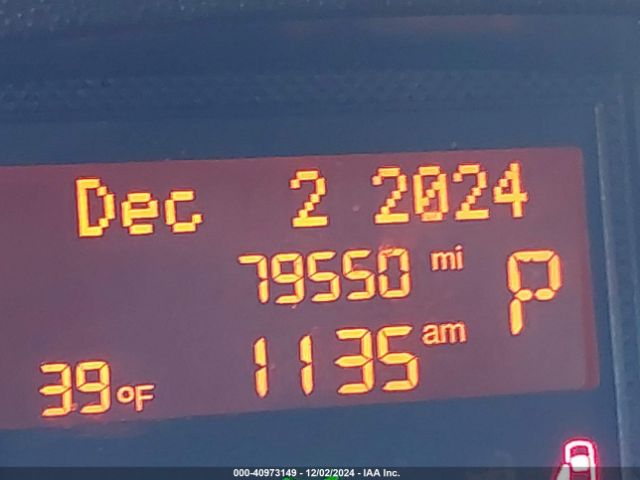 Dec 2 2024
79550 mi
P
1135 am
39°F
000-40973149 - 12/02/2024 - IAA Inc.